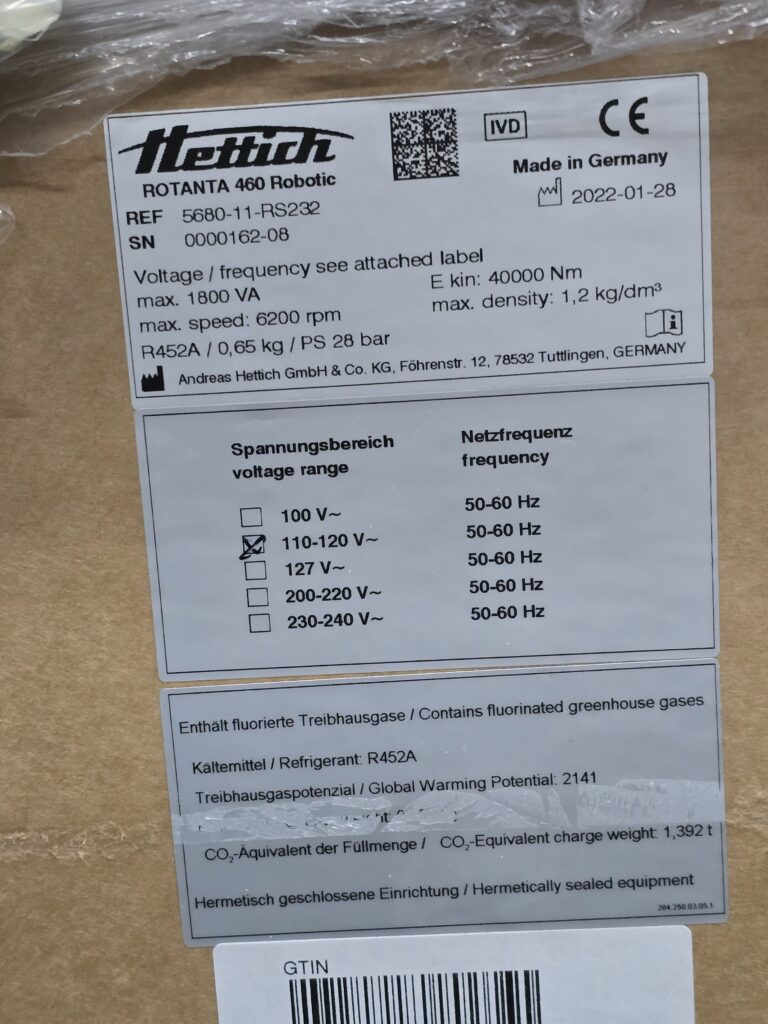 Hettich
IVD
CE
ROTANTA 460 Robotic
Made in Germany
REF 5680-11-RS232
2022-01-28
SN 0000162-08
Voltage / frequency see attached label
max. 1800 VA
E kin: 40000 Nm
max. speed: 6200 rpm
max. density: 1,2 kg/dm³
R452A / 0,65 kg / PS 28 bar
Andreas Hettich GmbH & Co. KG, Föhrenstr. 12, 78532 Tuttlingen, GERMANY
Spannungsbereich
Netzfrequenz
voltage range
frequency
100 V~ 50-60 Hz
110-120 V~ 50-60 Hz
127 V~ 50-60 Hz
200-220 V~ 50-60 Hz
230-240 V~ 50-60 Hz
Enthält fluorierte Treibhausgase / Contains fluorinated greenhouse gases
Kältemittel / Refrigerant: R452A
Treibhausgaspotenzial / Global Warming Potential: 2141
CO₂-Äquivalent der Füllmenge / CO₂-Equivalent charge weight: 1,392 t
Hermetisch geschlossene Einrichtung / Hermetically sealed equipment
204.250.93.05.1
GTIN